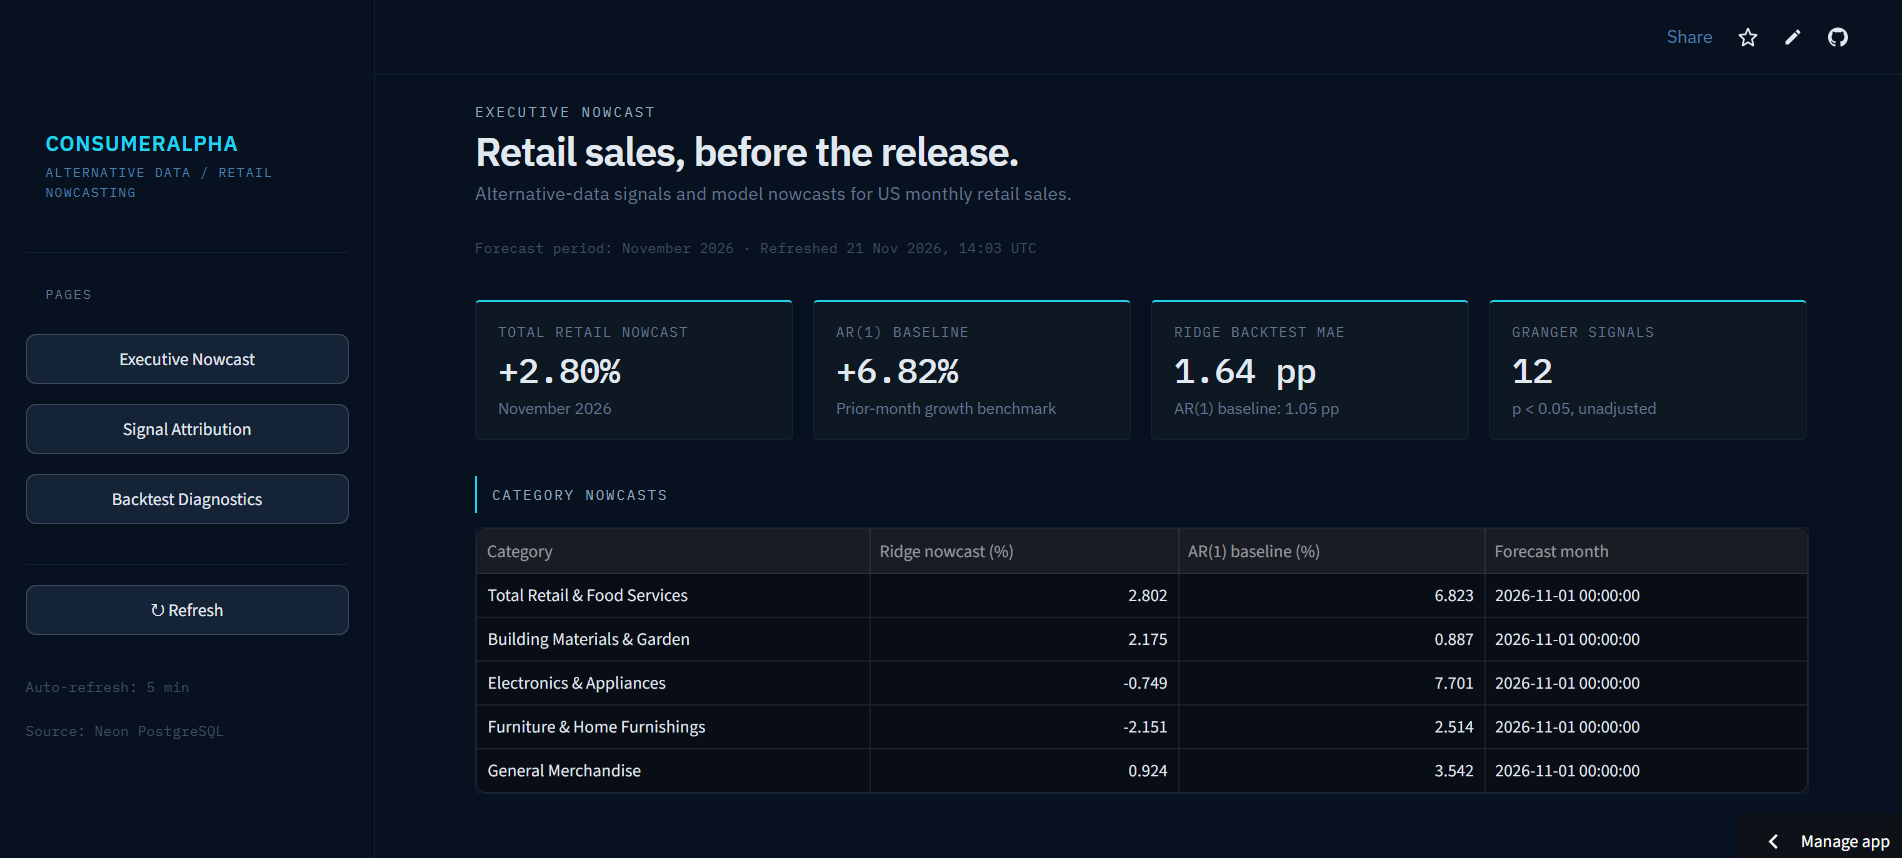 Share
CONSUMERALPHA
ALTERNATIVE DATA / RETAIL
NOWCASTING
PAGES
Executive Nowcast
Signal Attribution
Backtest Diagnostics
↻ Refresh
Auto-refresh: 5 min
Source: Neon PostgreSQL
EXECUTIVE NOWCAST
Retail sales, before the release.
Alternative-data signals and model nowcasts for US monthly retail sales.
Forecast period: November 2026 · Refreshed 21 Nov 2026, 14:03 UTC
TOTAL RETAIL NOWCAST
+2.80%
November 2026
AR(1) BASELINE
+6.82%
Prior-month growth benchmark
RIDGE BACKTEST MAE
1.64 pp
AR(1) baseline: 1.05 pp
GRANGER SIGNALS
12
p < 0.05, unadjusted
CATEGORY NOWCASTS
Category Ridge nowcast (%) AR(1) baseline (%) Forecast month
Total Retail & Food Services 2.802 6.823 2026-11-01 00:00:00
Building Materials & Garden 2.175 0.887 2026-11-01 00:00:00
Electronics & Appliances -0.749 7.701 2026-11-01 00:00:00
Furniture & Home Furnishings -2.151 2.514 2026-11-01 00:00:00
General Merchandise 0.924 3.542 2026-11-01 00:00:00
Manage app